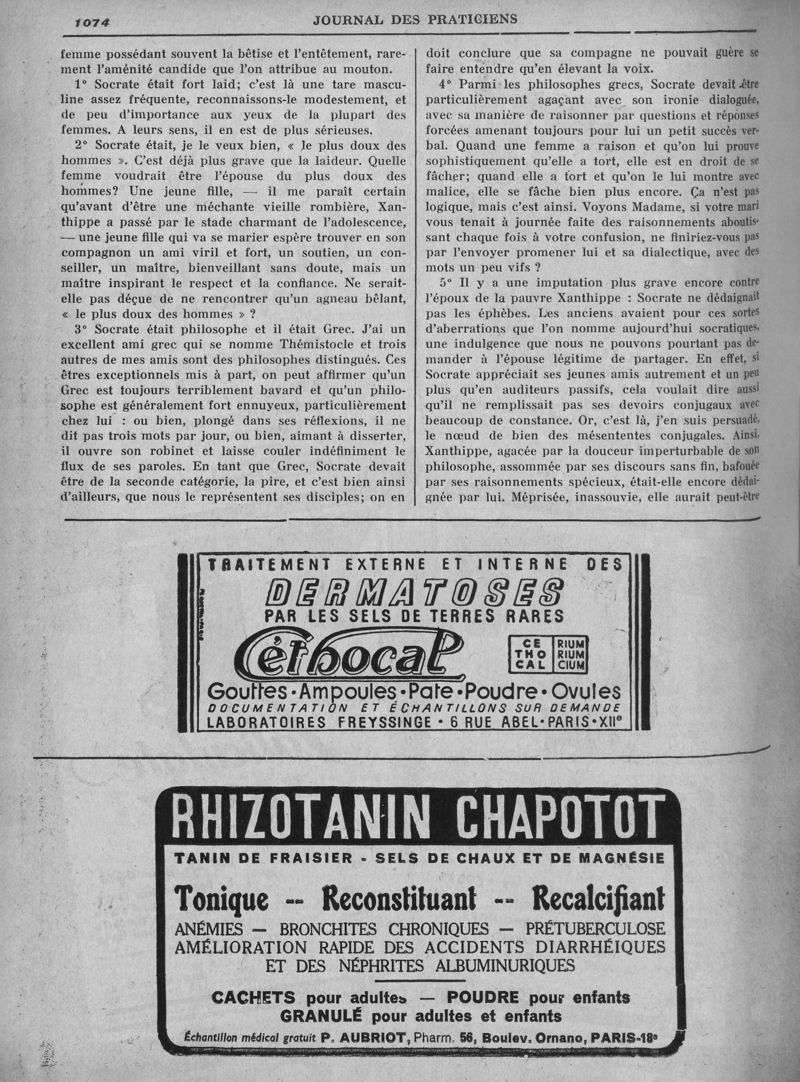 1074
JOURNAL DES PRATICIENS
femme possédant souvent la bêtise et l'entêtement, rare-
ment l'aménité candide que l'on attribue au mouton.
1° Socrate était fort laid; c'est là une tare mascu-
line assez fréquente, reconnaissons-le modestement, et
de peu d'importance aux yeux de la plupart des
femmes. A leurs sens, il en est de plus sérieuses.
2° Socrate était, je le veux bien, « le plus doux des
hommes ». C'est déjà plus grave que la laideur. Quelle
femme voudrait être l'épouse du plus doux des
hommes? Une jeune fille, — il me paraît certain
qu'avant d'être une méchante vieille rombière, Xan-
thippe a passé par le stade charmant de l'adolescence,
— une jeune fille qui va se marier espère trouver en son
compagnon un ami viril et fort, un soutien, un con-
seiller, un maître, bienveillant sans doute, mais un
maître inspirant le respect et la confiance. Ne serait-
elle pas déçue de ne rencontrer qu'un agneau bêlant,
« le plus doux des hommes » ?
3° Socrate était philosophe et il était Grec. J'ai un
excellent ami grec qui se nomme Thémistocle et trois
autres de mes amis sont des philosophes distingués. Ces
êtres exceptionnels mis à part, on peut affirmer qu'un
Grec est toujours terriblement bavard et qu'un philo-
sophe est généralement fort ennuyeux, particulièrement
chez lui : ou bien, plongé dans ses réflexions, il ne
dit pas trois mots par jour, ou bien, aimant à disserter,
il ouvre son robinet et laisse couler indéfiniment le
flux de ses paroles. En tant que Grec, Socrate devait
être de la seconde catégorie, la pire, et c'est bien ainsi
d'ailleurs, que nous le représentent ses disciples; on en
doit conclure que sa compagne ne pouvait guère se
faire entendre qu'en élevant la voix.
4° Parmi les philosophes grecs, Socrate devait être
particulièrement agaçant avec son ironie dialoguée,
avec sa manière de raisonner par questions et réponses
forcées amenant toujours pour lui un petit succès ver-
bal. Quand une femme a raison et qu'on lui prouve
sophistiquement qu'elle a tort, elle est en droit de se
fâcher; quand elle a tort et qu'on le lui montre avec
malice, elle se fâche bien plus encore. Ça n'est pas
logique, mais c'est ainsi. Voyons Madame, si votre mari
vous tenait à journée faite des raisonnements aboutis-
sant chaque fois à votre confusion, ne finiriez-vous pas
par l'envoyer promener lui et sa dialectique, avec des
mots un peu vifs ?
5° Il y a une imputation plus grave encore contre
l'époux de la pauvre Xanthippe : Socrate ne dédaignait
pas les éphèbes. Les anciens avaient pour ces sortes
d'aberrations que l'on nomme aujourd'hui socratiques,
une indulgence que nous ne pouvons pourtant pas de-
mander à l'épouse légitime de partager. En effet, si
Socrate appréciait ses jeunes amis autrement et un peu
plus qu'en auditeurs passifs, cela voulait dire aussi
qu'il ne remplissait pas ses devoirs conjugaux avec
beaucoup de constance. Or, c'est là, j'en suis persuadé,
le nœud de bien des mésententes conjugales. Ainsi,
Xanthippe, agacée par la douceur imperturbable de son
philosophe, assommée par ses discours sans fin, bafouée
par ses raisonnements spécieux, était-elle encore dédai-
gnée par lui. Méprisée, inassouvie, elle aurait peut-être
TRAITEMENT EXTERNE ET INTERNE DES
DERMATOSES
PAR LES SELS DE TERRES RARES
Céthocal
CE RIUM
THO RIUM
CAL CIUM
Gouttes•Ampoules•Pate•Poudre•Ovules
DOCUMENTATION ET ÉCHANTILLONS SUR DEMANDE
LABORATOIRES FREYSSINGE • 6 RUE ABEL•PARIS•XIIe
RHIZOTANIN CHAPOTOT
TANIN DE FRAISIER - SELS DE CHAUX ET DE MAGNÉSIE
Tonique -- Reconstituant -- Recalcifiant
ANÉMIES — BRONCHITES CHRONIQUES — PRÉTUBERCULOSE
AMÉLIORATION RAPIDE DES ACCIDENTS DIARRHÉIQUES
ET DES NÉPHRITES ALBUMINURIQUES
CACHETS pour adultes — POUDRE pour enfants
GRANULÉ pour adultes et enfants
Échantillon médical gratuit P. AUBRIOT, Pharm. 56, Boulev. Ornano, PARIS-18e